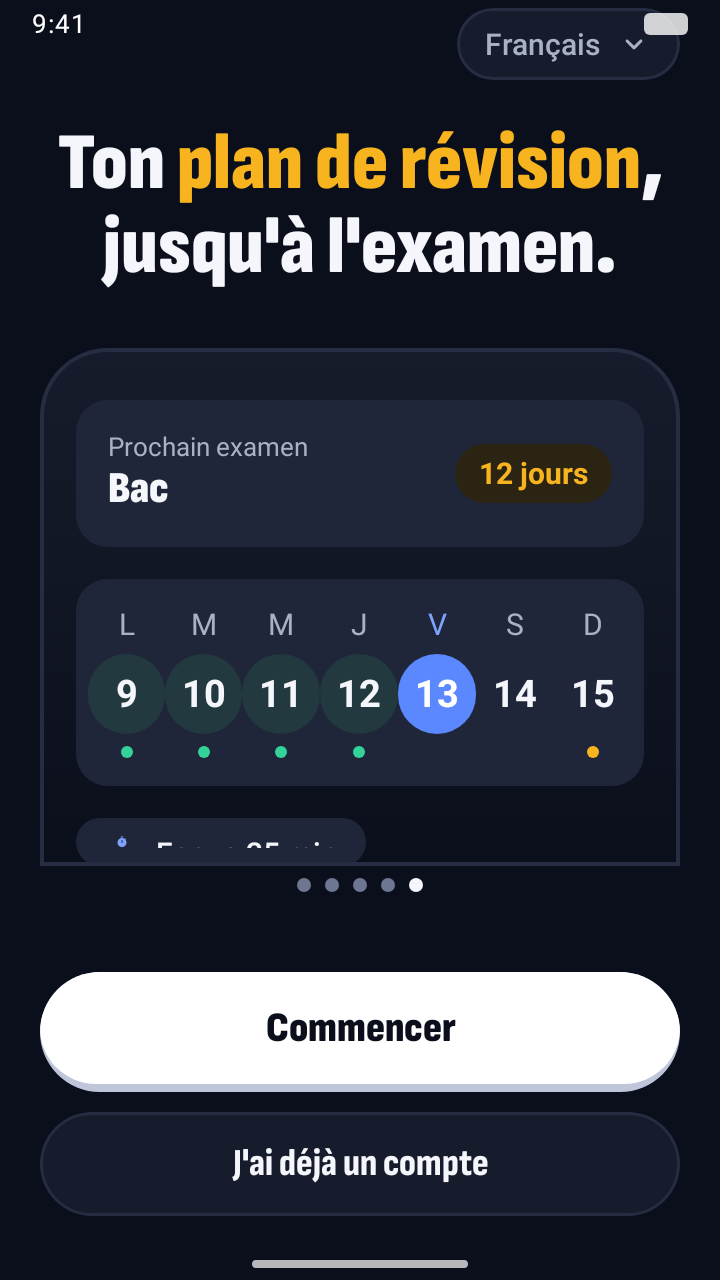 9:41
Français
Ton plan de révision,
jusqu'à l'examen.
Prochain examen
Bac
12 jours
L M M J V S D
9 10 11 12 13 14 15
Commencer
J'ai déjà un compte